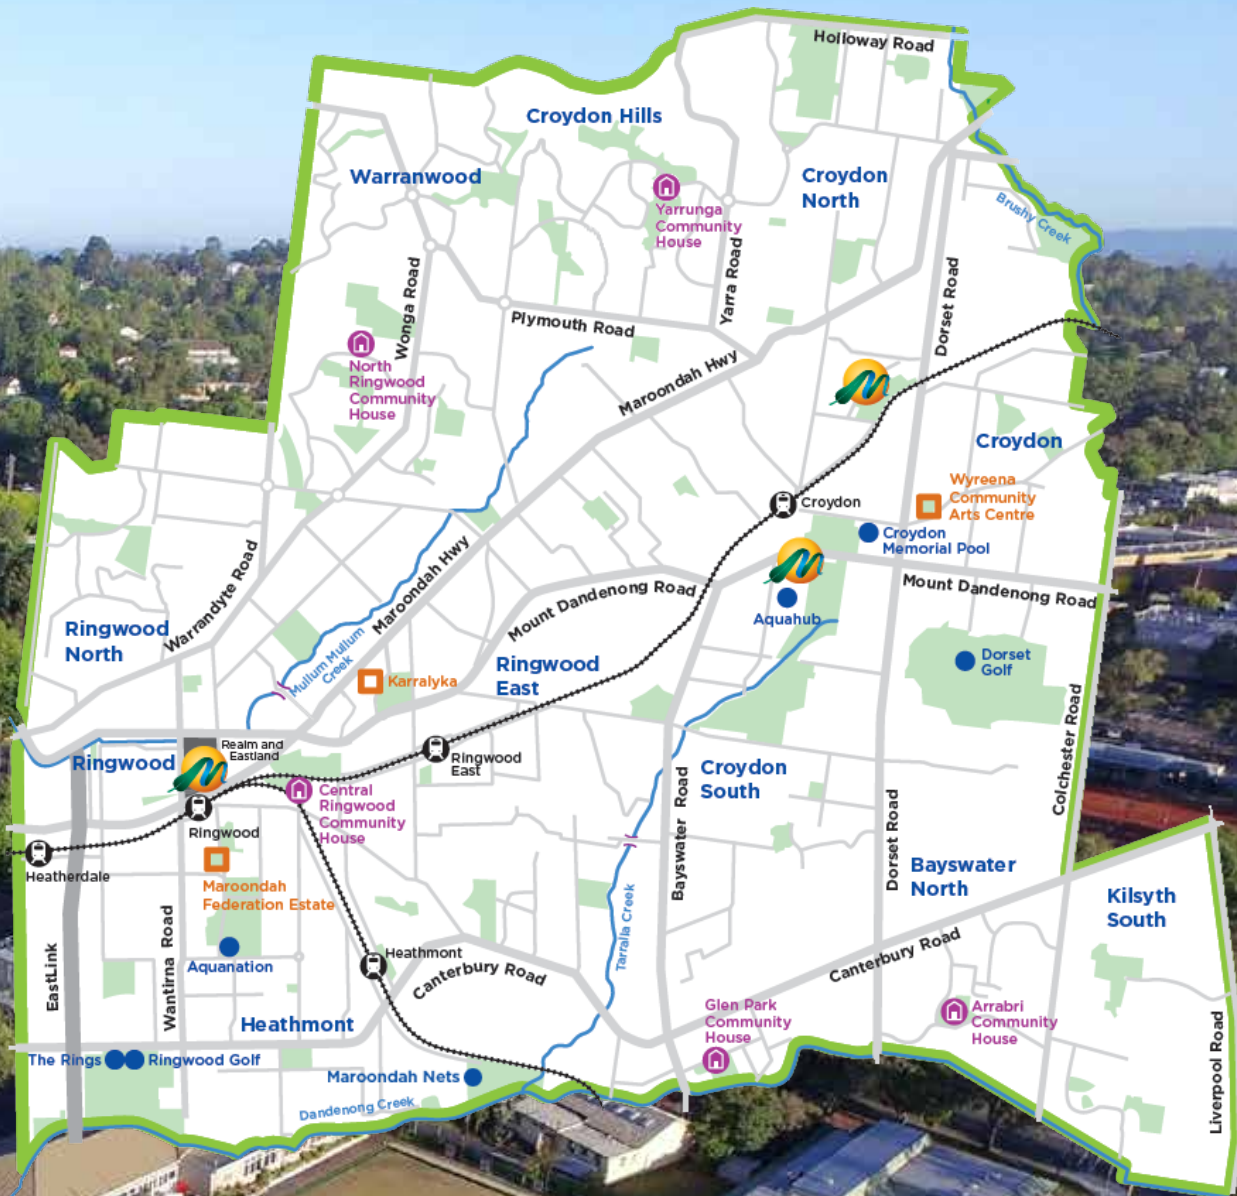 Holloway Road
Croydon Hills
Warranwood
Croydon
North
Yarrunga
Community
House
Brushy Creek
Yarra Road
Dorset Road
Wonga Road
Plymouth Road
North
Ringwood
Community
House
Maroondah Hwy
Croydon
Wyreena
Community
Arts Centre
Croydon
Croydon
Memorial Pool
Mount Dandenong Road
Warrandyte Road
Maroondah Hwy
Mount Dandenong Road
Aquahub
Ringwood
North
Mullum Mullum
Creek
Karralyka
Ringwood
East
Dorset
Golf
Colchester Road
Realm and
Eastland
Ringwood
Ringwood
East
Croydon
South
Bayswater Road
Dorset Road
Central
Ringwood
Community
House
Ringwood
Heatherdale
Maroondah
Federation Estate
Bayswater
North
Kilsyth
South
Tarralla Creek
EastLink
Wantirna Road
Aquanation
Heathmont
Canterbury Road
Canterbury Road
Glen Park
Community
House
Arrabri
Community
House
Heathmont
Liverpool Road
The Rings
Ringwood Golf
Maroondah Nets
Dandenong Creek